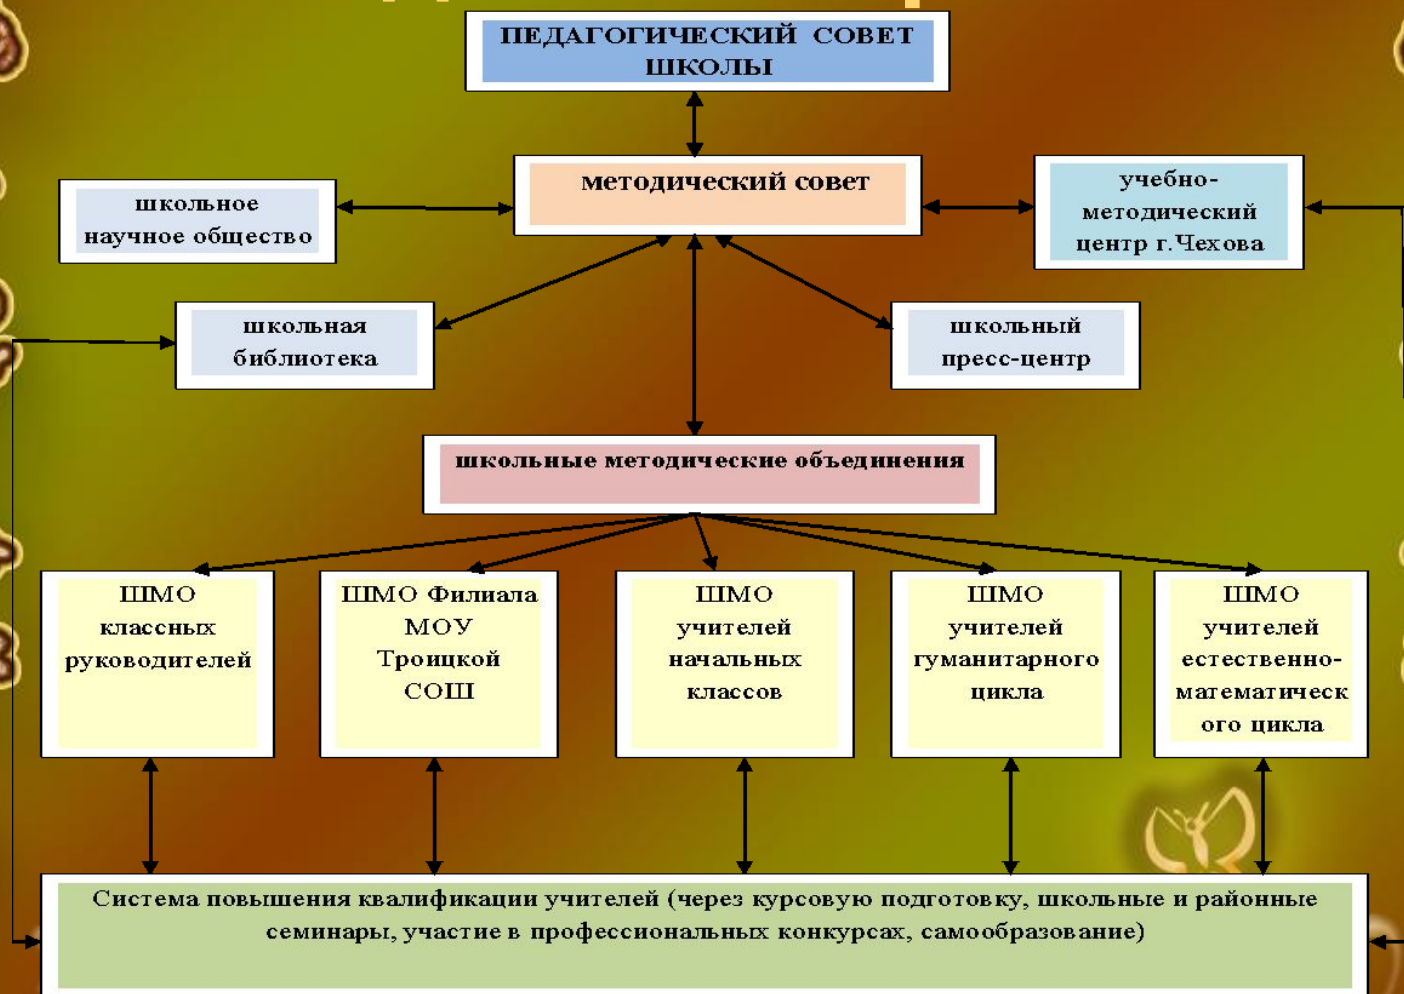 ПЕДАГОГИЧЕСКИЙ СОВЕТ
ШКОЛЫ
методический совет
школьное
научное общество
учебно-
методический
центр г.Чехова
школьная
библиотека
школьный
пресс-центр
школьные методические объединения
ШМО
классных
руководителей
ШМО Филиала
МОУ
Троицкой
СОШ
ШМО
учителей
начальных
классов
ШМО
учителей
гуманитарного
цикла
ШМО
учителей
естественно-
математическ
ого цикла
Система повышения квалификации учителей (через курсовую подготовку, школьные и районные
семинары, участие в профессиональных конкурсах, самообразование)